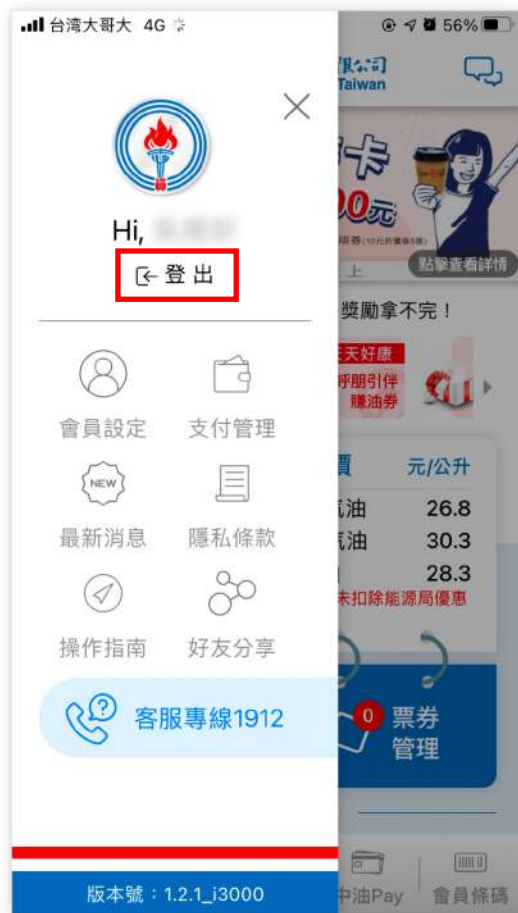 台湾大哥大 4G
56%
限公司
Taiwan
Hi,
登出
卡
00元
點擊查看詳情
獎勵拿不完！
天天好康
呼朋引伴
賺油券
會員設定
支付管理
價
元/公升
NEW
汽油
26.8
最新消息
隱私條款
汽油
30.3
28.3
未扣除能源局優惠
操作指南
好友分享
客服專線1912
0
票券
管理
版本號：1.2.1_i3000
中油Pay
會員條碼